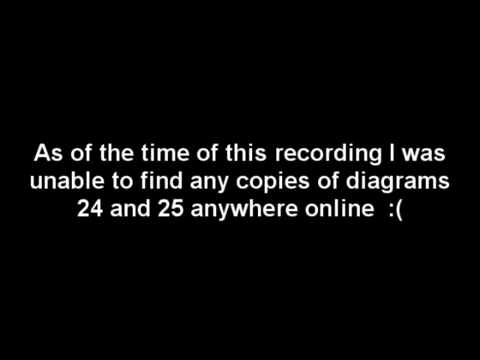 As of the time of this recording I was
unable to find any copies of diagrams
24 and 25 anywhere online  :(